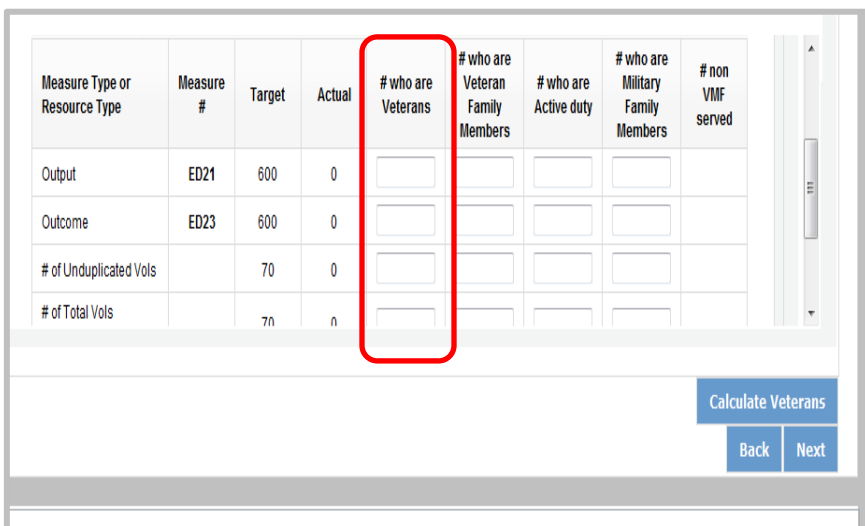 Measure Type or Resource Type Measure # Target Actual # who are Veterans # who are Veteran Family Members # who are Active duty # who are Military Family Members # non VMF served
Output ED21 600 0
Outcome ED23 600 0
# of Unduplicated Vols 70 0
# of Total Vols 70 0
Calculate Veterans
Back Next